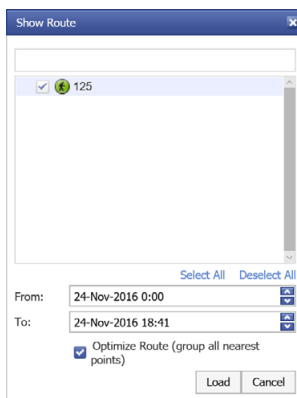 Show Route
125
Select All Deselect All
From: 24-Nov-2016 0:00
To: 24-Nov-2016 18:41
Optimize Route (group all nearest
points)
Load Cancel